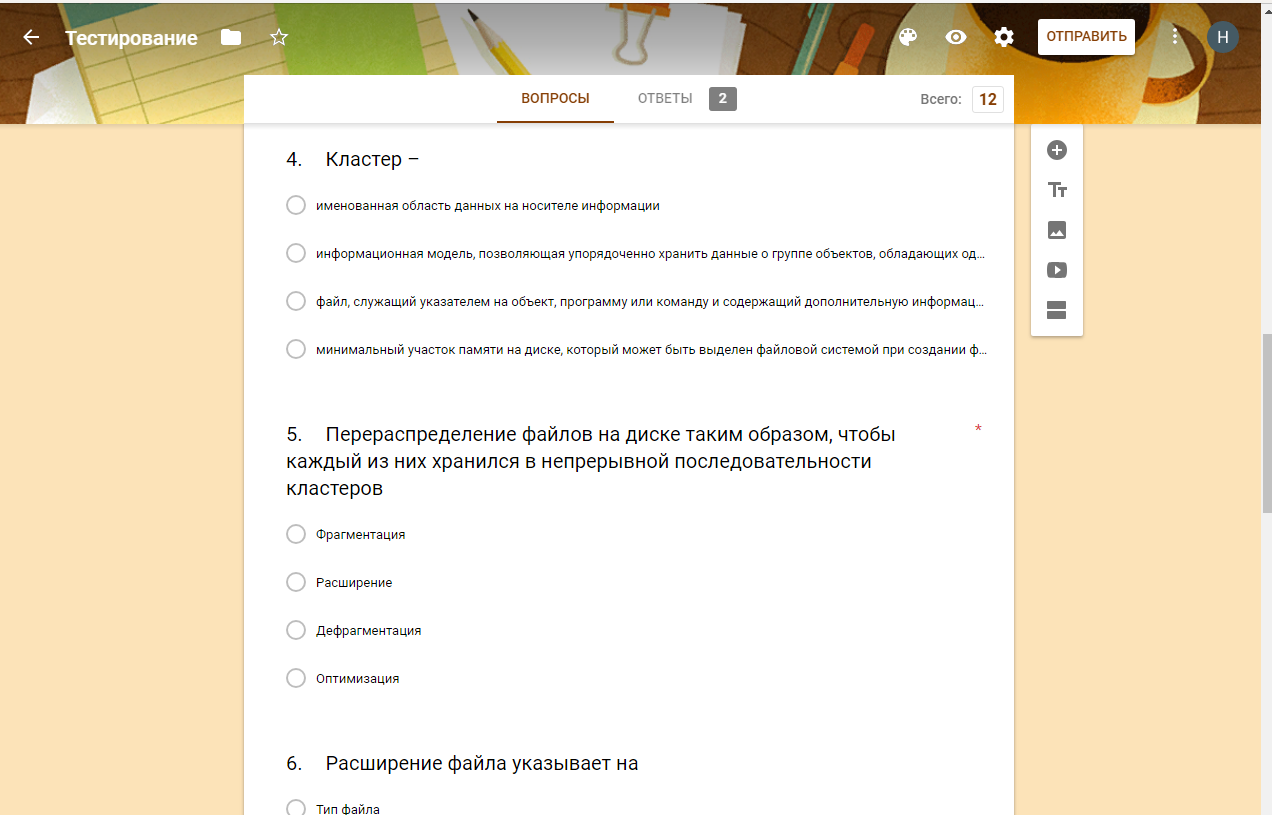 Тестирование
ОТПРАВИТЬ
Н
ВОПРОСЫ
ОТВЕТЫ 2
Всего: 12
4. Кластер –
именованная область данных на носителе информации
информационная модель, позволяющая упорядоченно хранить данные о группе объектов, обладающих од...
файл, служащий указателем на объект, программу или команду и содержащий дополнительную информац...
минимальный участок памяти на диске, который может быть выделен файловой системой при создании ф...
5. Перераспределение файлов на диске таким образом, чтобы
каждый из них хранился в непрерывной последовательности
кластеров
*
Фрагментация
Расширение
Дефрагментация
Оптимизация
6. Расширение файла указывает на
Тип файла
Тт